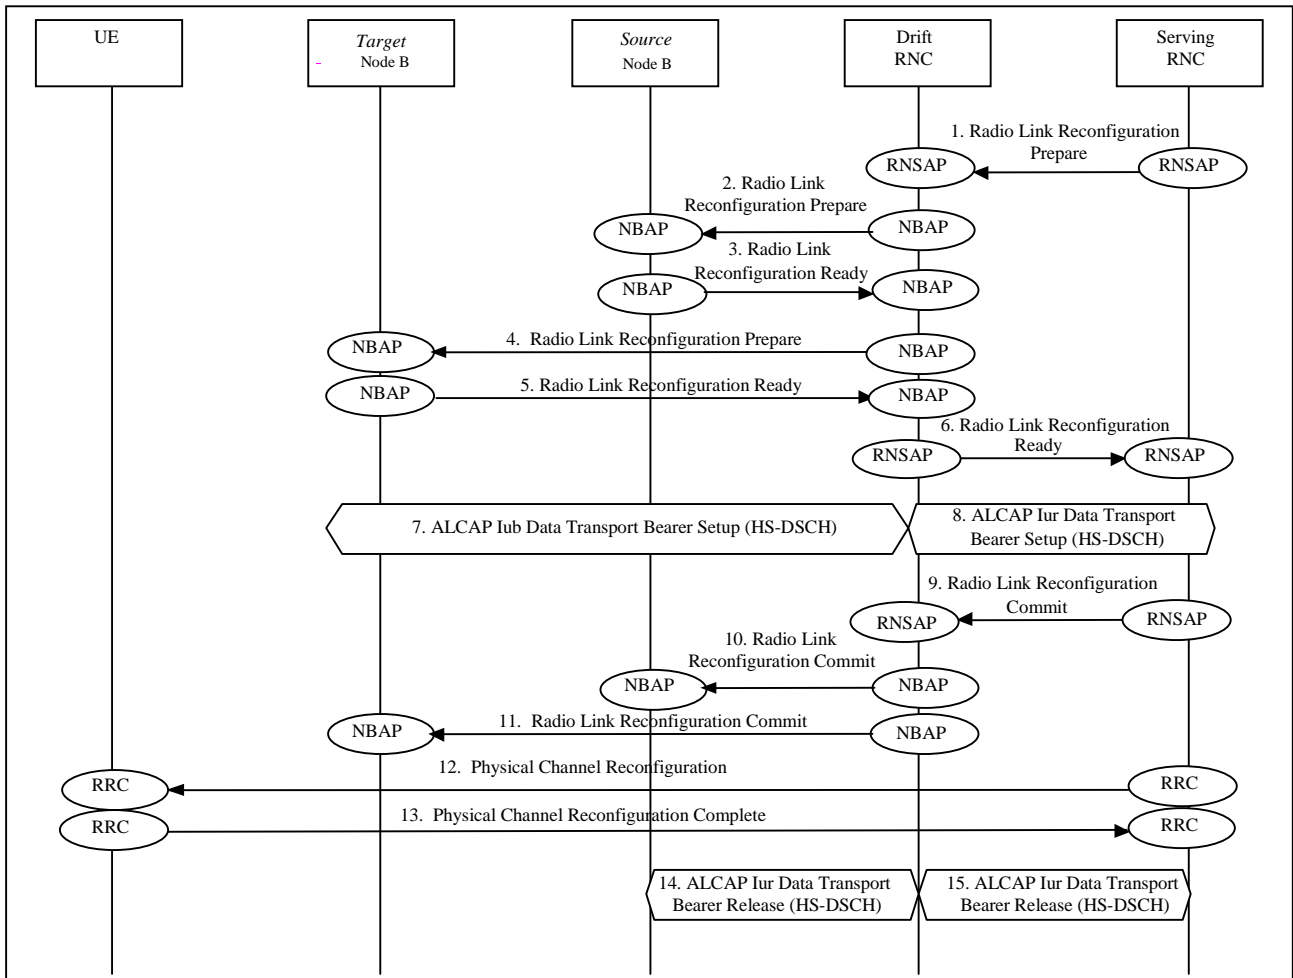 UE
Target
Node B
Source
Node B
Drift
RNC
Serving
RNC
1. Radio Link Reconfiguration
Prepare
RNSAP
RNSAP
2. Radio Link
Reconfiguration Prepare
NBAP
NBAP
3. Radio Link
Reconfiguration Ready
NBAP
NBAP
4. Radio Link Reconfiguration Prepare
NBAP
NBAP
5. Radio Link Reconfiguration Ready
NBAP
NBAP
6. Radio Link Reconfiguration
Ready
RNSAP
RNSAP
7. ALCAP Iub Data Transport Bearer Setup (HS-DSCH)
8. ALCAP Iur Data Transport
Bearer Setup (HS-DSCH)
9. Radio Link Reconfiguration
Commit
RNSAP
RNSAP
10. Radio Link
Reconfiguration Commit
NBAP
NBAP
11. Radio Link Reconfiguration Commit
NBAP
NBAP
12. Physical Channel Reconfiguration
RRC
RRC
13. Physical Channel Reconfiguration Complete
RRC
RRC
14. ALCAP Iur Data Transport
Bearer Release (HS-DSCH)
15. ALCAP Iur Data Transport
Bearer Release (HS-DSCH)